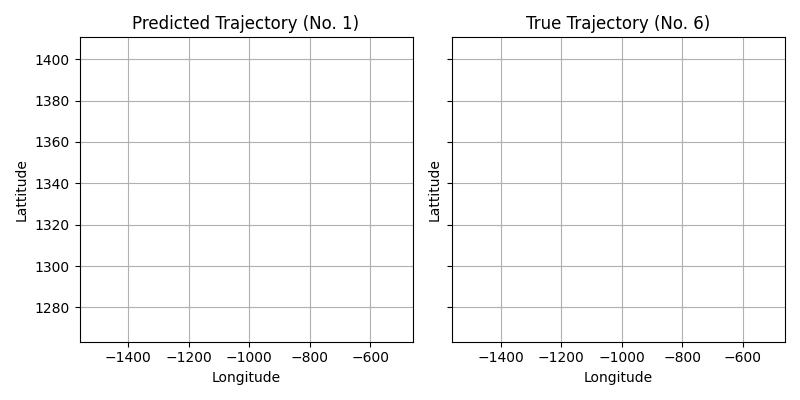 Predicted Trajectory (No. 1)
True Trajectory (No. 6)
1400
1380
1360
1340
1320
1300
1280
Lattitude
Lattitude
−1400 −1200 −1000 −800 −600
−1400 −1200 −1000 −800 −600
Longitude
Longitude